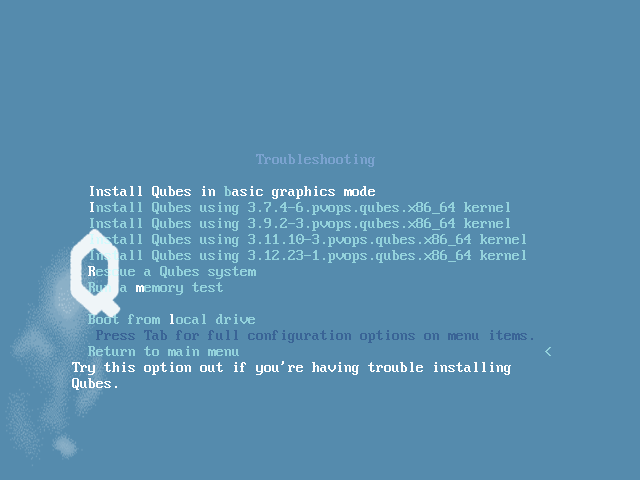 Troubleshooting
Install Qubes in basic graphics mode
Install Qubes using 3.7.4-6.pvops.qubes.x86_64 kernel
Install Qubes using 3.9.2-3.pvops.qubes.x86_64 kernel
Install Qubes using 3.11.10-3.pvops.qubes.x86_64 kernel
Install Qubes using 3.12.23-1.pvops.qubes.x86_64 kernel
Rescue a Qubes system
Run a memory test
Boot from local drive
Press Tab for full configuration options on menu items.
Return to main menu <
Try this option out if you're having trouble installing
Qubes.